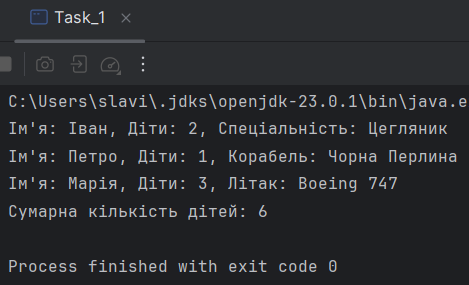 Task_1
C:\Users\slavi\.jdks\openjdk-23.0.1\bin\java.e
Ім'я: Іван, Діти: 2, Спеціальність: Цегляник
Ім'я: Петро, Діти: 1, Корабель: Чорна Перлина
Ім'я: Марія, Діти: 3, Літак: Boeing 747
Сумарна кількість дітей: 6
Process finished with exit code 0